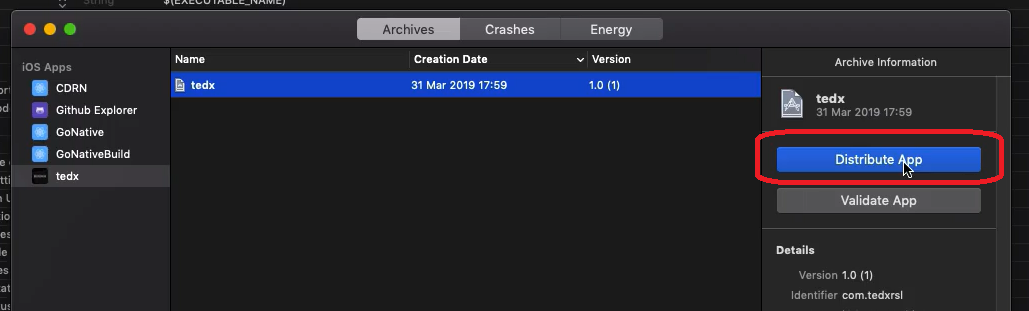 String $(EXECUTABLE_NAME)
Archives Crashes Energy
iOS Apps
CDRN
Github Explorer
GoNative
GoNativeBuild
tedx
Name Creation Date Version
tedx 31 Mar 2019 17:59 1.0 (1)
Archive Information
tedx
31 Mar 2019 17:59
Distribute App
Validate App
Details
Version 1.0 (1)
Identifier com.tedxrsl